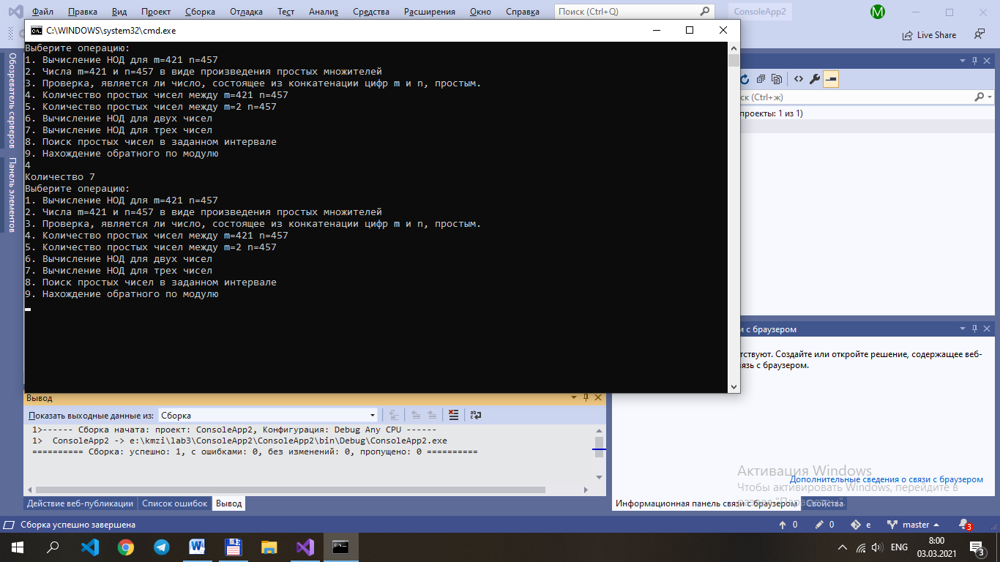 Файл Правка Вид Проект Сборка Отладка Тест Анализ Средства Расширения Окно Справка Поиск (Ctrl+Q) ConsoleApp2 M
C:\WINDOWS\system32\cmd.exe
Live Share
Обозреватель серверов
Панель элементов
Выберите операцию:
1. Вычисление НОД для m=421 n=457
2. Числа m=421 и n=457 в виде произведения простых множителей
3. Проверка, является ли число, состоящее из конкатенации цифр m и n, простым.
4. Количество простых чисел между m=421 n=457
5. Количество простых чисел между m=2 n=457
6. Вычисление НОД для двух чисел
7. Вычисление НОД для трех чисел
8. Поиск простых чисел в заданном интервале
9. Нахождение обратного по модулю
4
Количество 7
Выберите операцию:
1. Вычисление НОД для m=421 n=457
2. Числа m=421 и n=457 в виде произведения простых множителей
3. Проверка, является ли число, состоящее из конкатенации цифр m и n, простым.
4. Количество простых чисел между m=421 n=457
5. Количество простых чисел между m=2 n=457
6. Вычисление НОД для двух чисел
7. Вычисление НОД для трех чисел
8. Поиск простых чисел в заданном интервале
9. Нахождение обратного по модулю
ск (Ctrl+ж)
проекты: 1 из 1)
и с браузером
тствуют. Создайте или откройте решение, содержащее веб-
вязь с браузером.
Вывод
Показать выходные данные из: Сборка
1>------ Сборка начата: проект: ConsoleApp2, Конфигурация: Debug Any CPU ------
1> ConsoleApp2 -> e:\kmzi\lab3\ConsoleApp2\ConsoleApp2\bin\Debug\ConsoleApp2.exe
========== Сборка: успешно: 1, с ошибками: 0, без изменений: 0, пропущено: 0 ==========
Активация Windows
Дополнительные сведения о связи с браузером
Чтобы активировать Windows, перейдите в
раздел "Параметры".
Действие веб-публикации Список ошибок Вывод
Информационная панель связи с браузером Свойства
Сборка успешно завершена 0 0 e master 3
ENG 8:00
03.03.2021 3